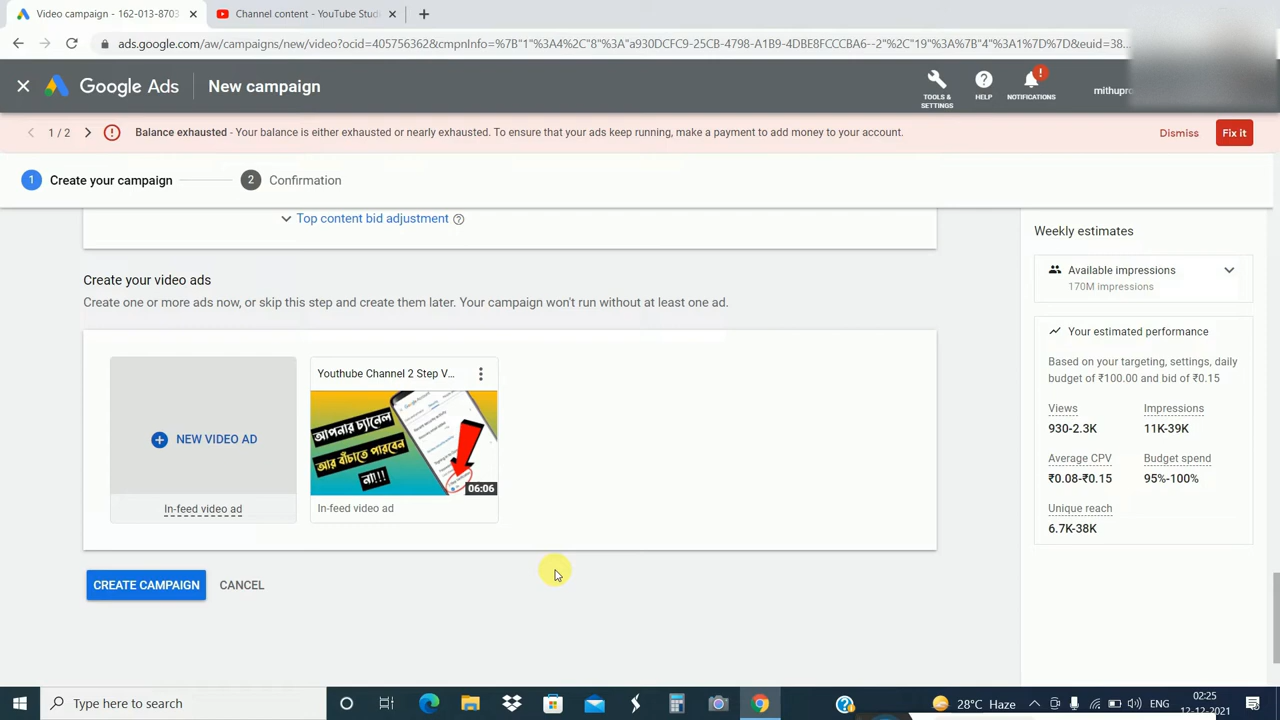 Video campaign - 162-013-8703
Channel content - YouTube Stud
ads.google.com/aw/campaigns/new/video?ocid=405756362&cmpnInfo=%7B"1"%3A4%2C"8"%3A"a930DCFC9-25CB-4798-A1B9-4DBE8FCCCBA6--2"%2C"19"%3A%7B"4"%3A1%7D%7D&euid=38...
Google Ads
New campaign
TOOLS & SETTINGS
HELP
NOTIFICATIONS
mithupro
1 / 2
Balance exhausted - Your balance is either exhausted or nearly exhausted. To ensure that your ads keep running, make a payment to add money to your account.
Dismiss
Fix it
1 Create your campaign
2 Confirmation
Top content bid adjustment
Create your video ads
Create one or more ads now, or skip this step and create them later. Your campaign won't run without at least one ad.
NEW VIDEO AD
In-feed video ad
Youthube Channel 2 Step V...
আপনার চ্যানেল
আর বাঁচাতে পারবেন
না!!!
06:06
In-feed video ad
CREATE CAMPAIGN
CANCEL
Weekly estimates
Available impressions
170M impressions
Your estimated performance
Based on your targeting, settings, daily
budget of ₹100.00 and bid of ₹0.15
Views
Impressions
930-2.3K
11K-39K
Average CPV
Budget spend
₹0.08-₹0.15
95%-100%
Unique reach
6.7K-38K
Type here to search
28°C Haze
ENG
02:25
12-12-2021